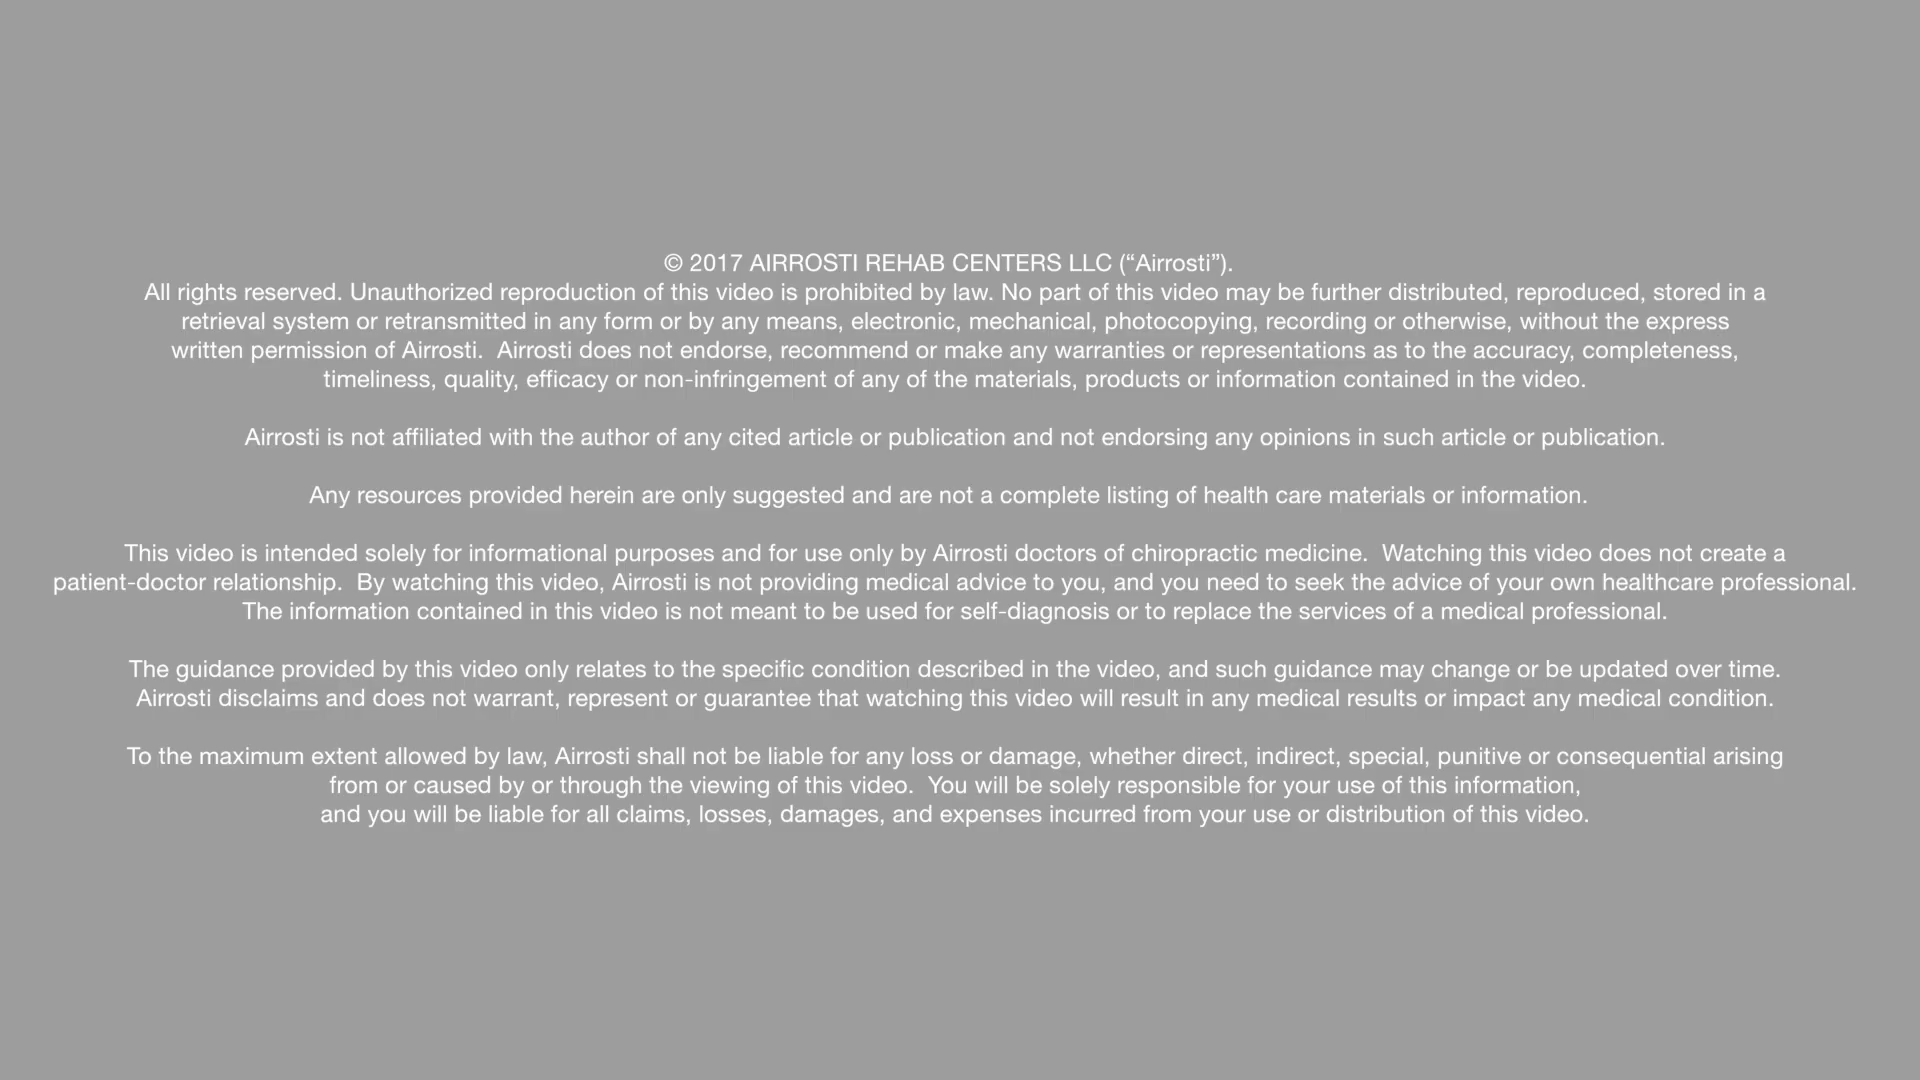 © 2017 AIRROSTI REHAB CENTERS LLC (“Airrosti”).
All rights reserved. Unauthorized reproduction of this video is prohibited by law. No part of this video may be further distributed, reproduced, stored in a
retrieval system or retransmitted in any form or by any means, electronic, mechanical, photocopying, recording or otherwise, without the express
written permission of Airrosti.  Airrosti does not endorse, recommend or make any warranties or representations as to the accuracy, completeness,
timeliness, quality, efficacy or non-infringement of any of the materials, products or information contained in the video.
Airrosti is not affiliated with the author of any cited article or publication and not endorsing any opinions in such article or publication.
Any resources provided herein are only suggested and are not a complete listing of health care materials or information.
This video is intended solely for informational purposes and for use only by Airrosti doctors of chiropractic medicine.  Watching this video does not create a
patient-doctor relationship.  By watching this video, Airrosti is not providing medical advice to you, and you need to seek the advice of your own healthcare professional.
The information contained in this video is not meant to be used for self-diagnosis or to replace the services of a medical professional.
The guidance provided by this video only relates to the specific condition described in the video, and such guidance may change or be updated over time.
Airrosti disclaims and does not warrant, represent or guarantee that watching this video will result in any medical results or impact any medical condition.
To the maximum extent allowed by law, Airrosti shall not be liable for any loss or damage, whether direct, indirect, special, punitive or consequential arising
from or caused by or through the viewing of this video.  You will be solely responsible for your use of this information,
and you will be liable for all claims, losses, damages, and expenses incurred from your use or distribution of this video.